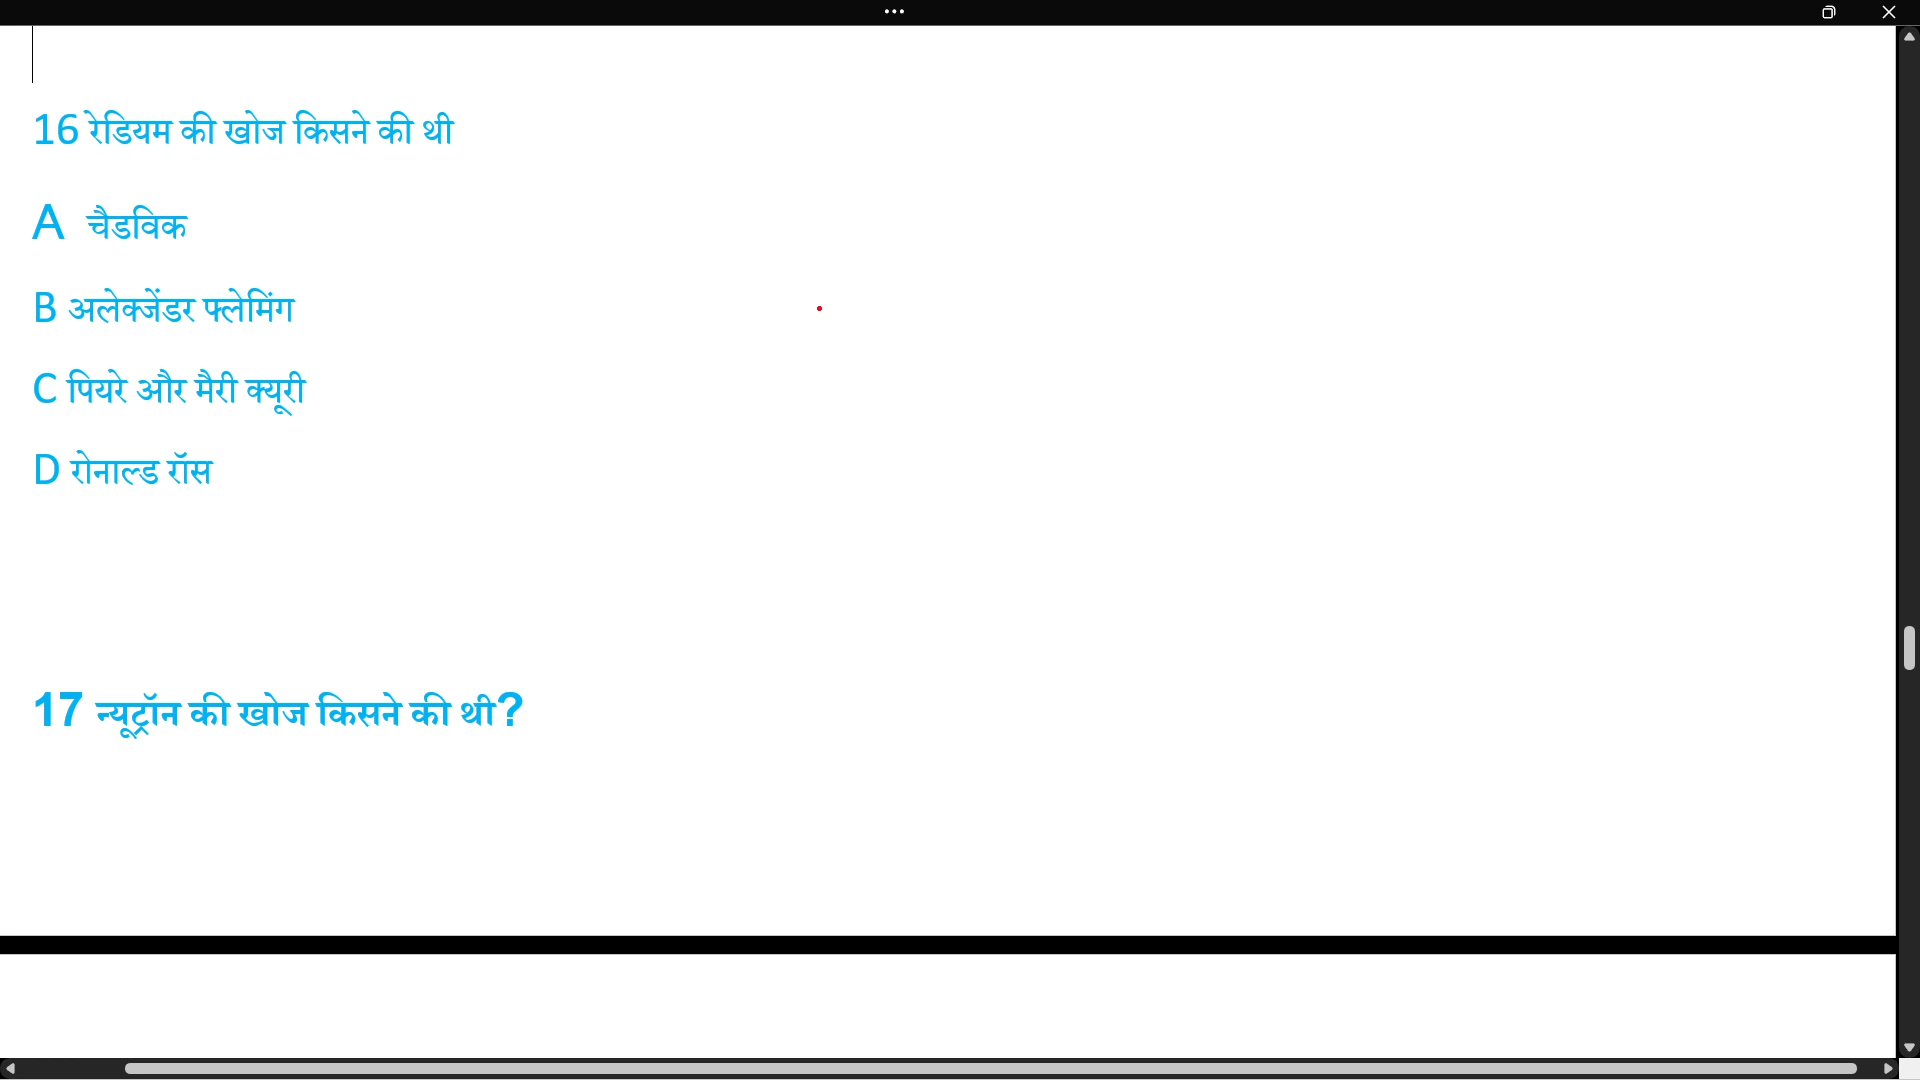 16 रेडियम की खोज किसने की थी
A चैडविक
B अलेक्जेंडर फ्लेमिंग
C पियरे और मैरी क्यूरी
D रोनाल्ड रॉस
17 न्यूट्रॉन की खोज किसने की थी?